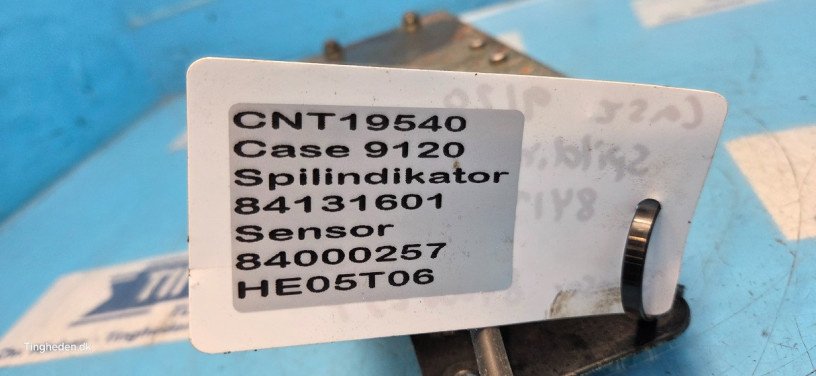 CNT19540
Case 9120
Spilindikator
84131601
Sensor
84000257
HE05T06
Tingheden.dk